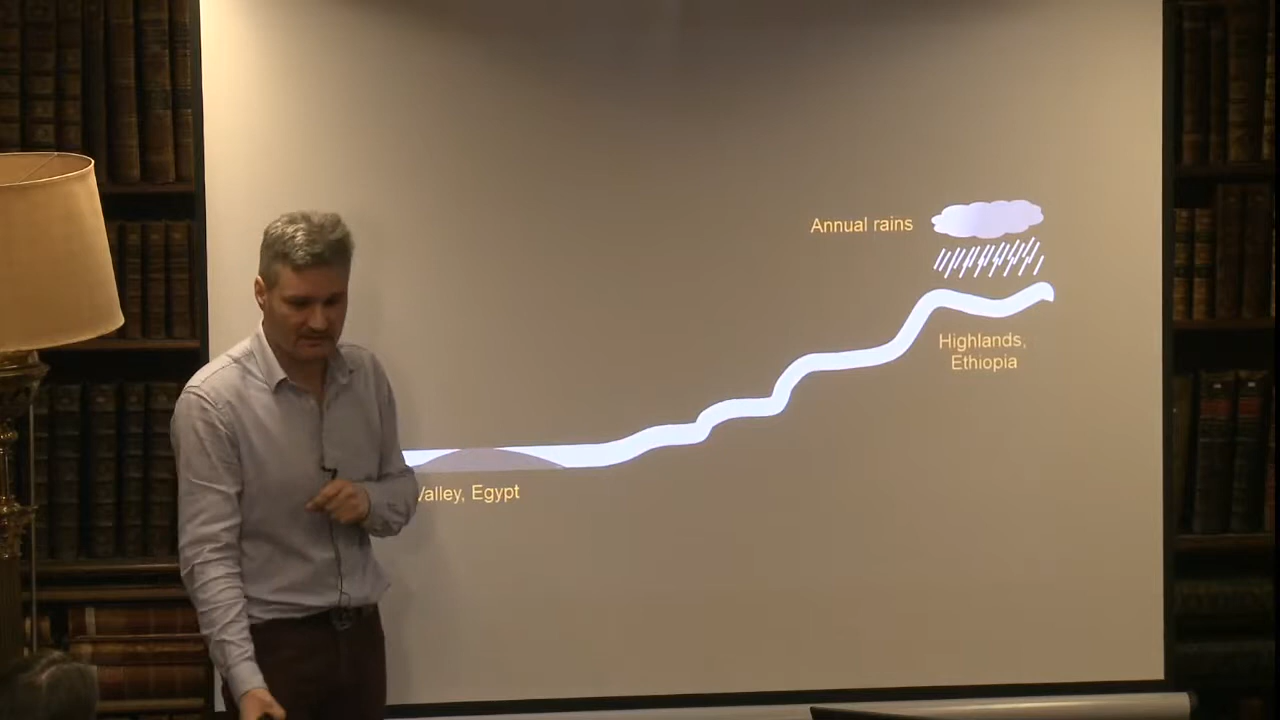 Annual rains
Highlands,
Ethiopia
Valley, Egypt